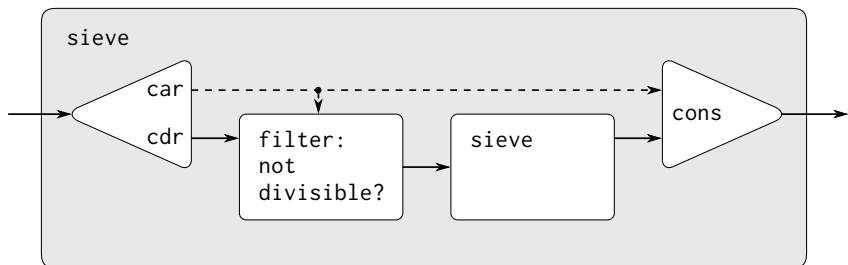 sieve
car
cdr
filter:
not
divisible?
sieve
cons